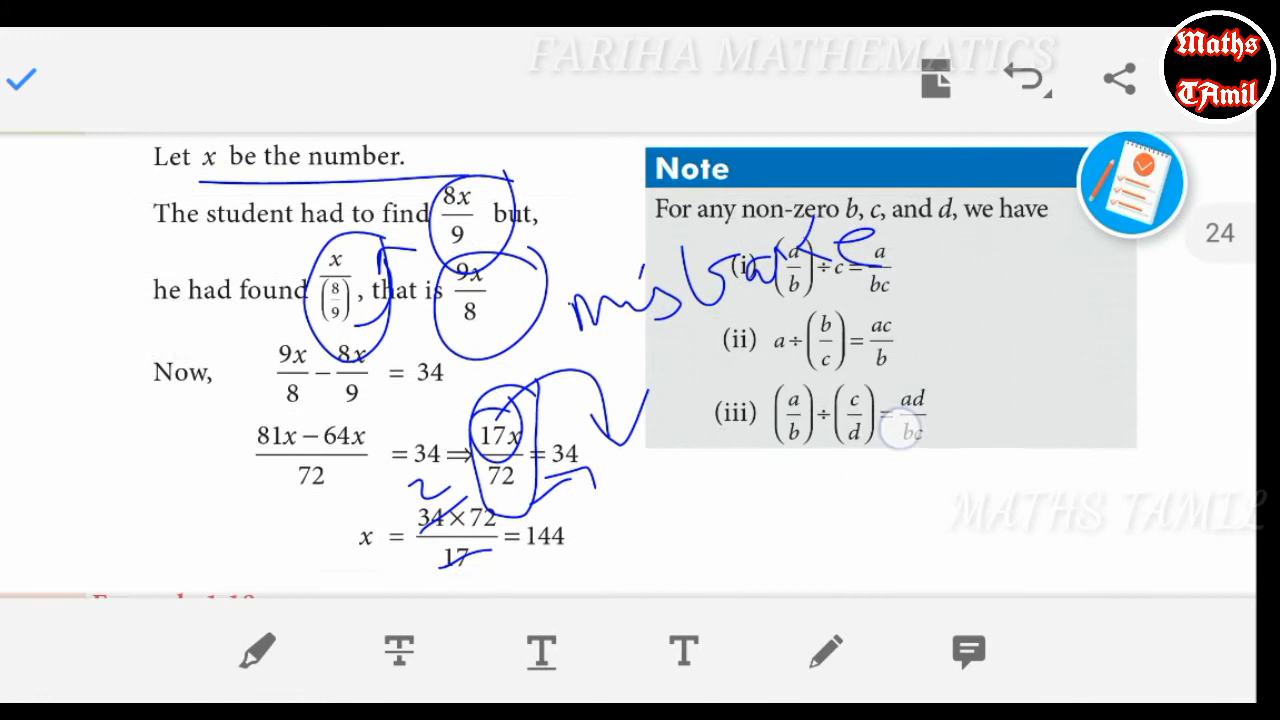 FARIHA MATHEMATICS
Maths
TAmil
Let x be the number.
The student had to find 8x/9 but,
he had found x/(8/9), that is 9x/8
Now, 9x/8 − 8x/9 = 34
(81x − 64x)/72 = 34 ⇒ 17x/72 = 34
2
x = (34 × 72)/17 = 144
mistake
Note
For any non-zero b, c, and d, we have
(i) (a/b) ÷ c = a/bc
(ii) a ÷ (b/c) = ac/b
(iii) (a/b) ÷ (c/d) = ad/bc
24
MATHS TAMIL